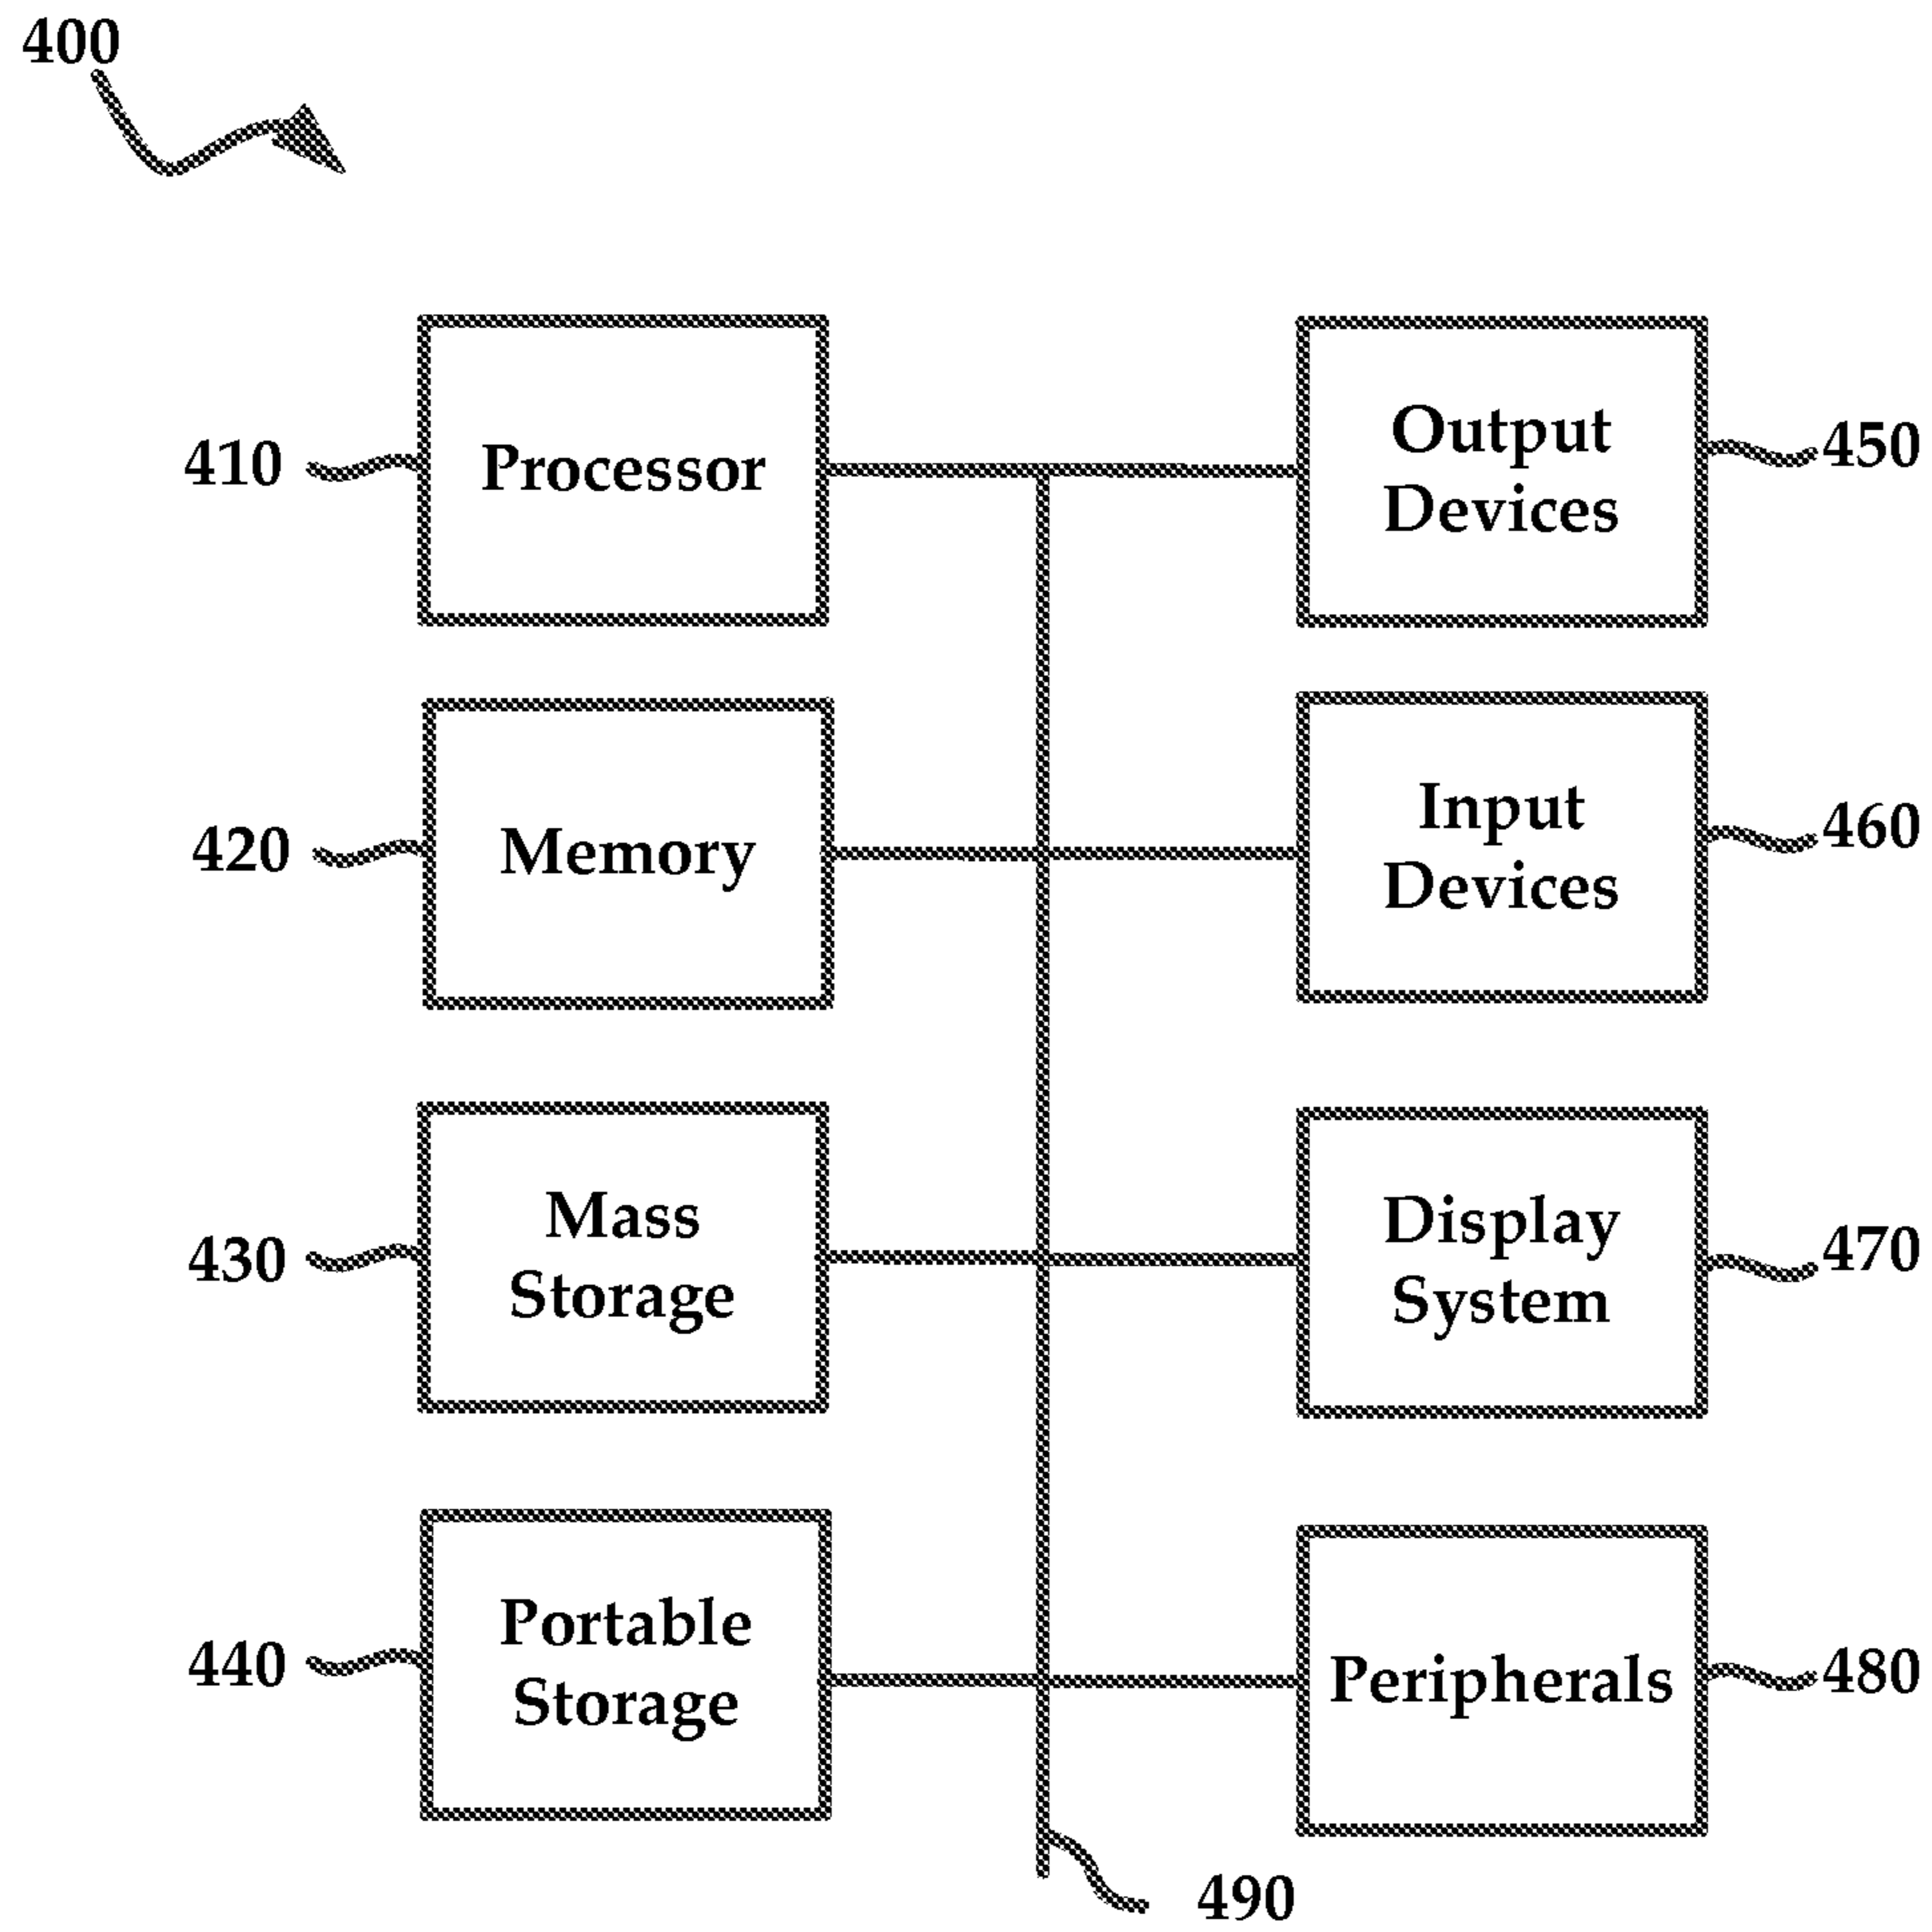 400
410
Processor
Output
Devices
450
420
Memory
Input
Devices
460
430
Mass
Storage
Display
System
470
440
Portable
Storage
Peripherals
480
490